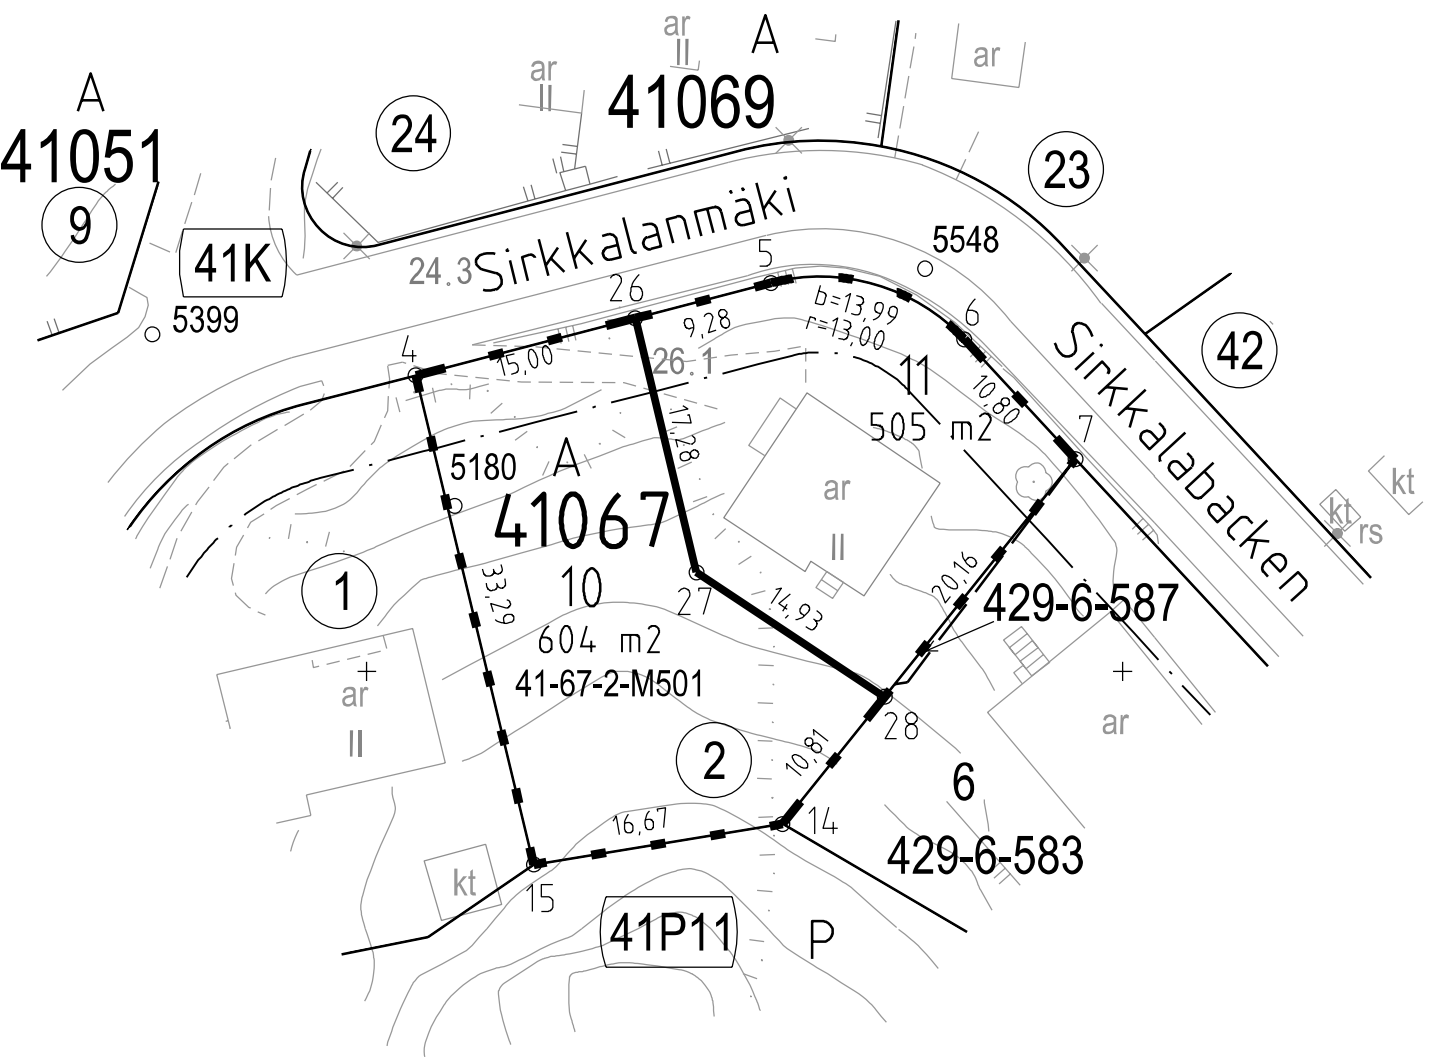 ar
II
A
ar
A
ar
II
41069
24
41051
23
9
Sirkkalanmäki
5548
41K
24.3
5
26
5399
b=13,99
r=13,00
6
9,28
4
15,00
26.1
42
Sirkkalabacken
11
10,80
505 m2
17,28
7
5180
A
41067
ar
II
kt
kt
rs
1
10
33,29
27
14,93
20,16
429-6-587
604 m2
41-67-2-M501
ar
II
28
ar
2
10,81
6
16,67
14
429-6-583
kt
15
41P11
P